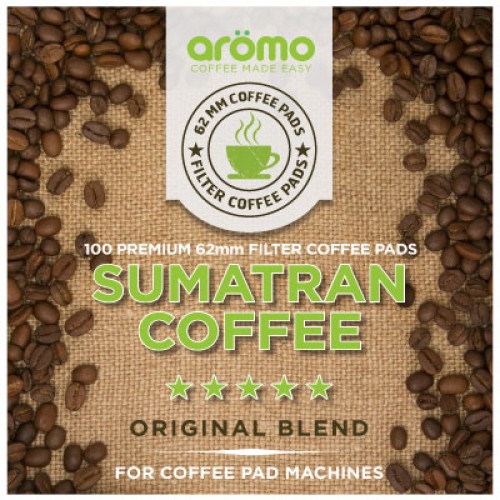 arömo
COFFEE MADE EASY
62 MM COFFEE PADS
FILTER COFFEE PADS
100 PREMIUM 62mm FILTER COFFEE PADS
SUMATRAN
COFFEE
ORIGINAL BLEND
FOR COFFEE PAD MACHINES